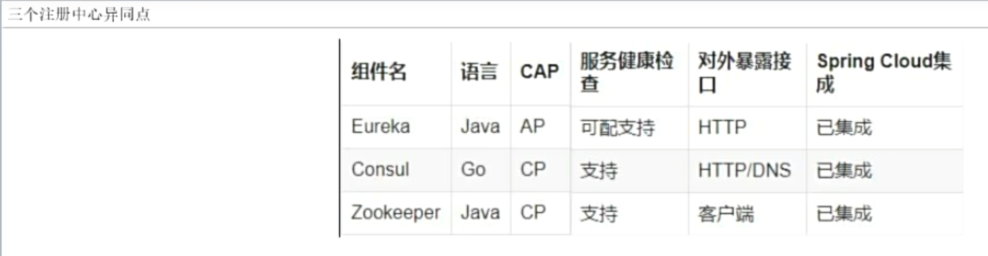 三个注册中心异同点
组件名 语言 CAP 服务健康检查 对外暴露接口 Spring Cloud集成
Eureka Java AP 可配支持 HTTP 已集成
Consul Go CP 支持 HTTP/DNS 已集成
Zookeeper Java CP 支持 客户端 已集成